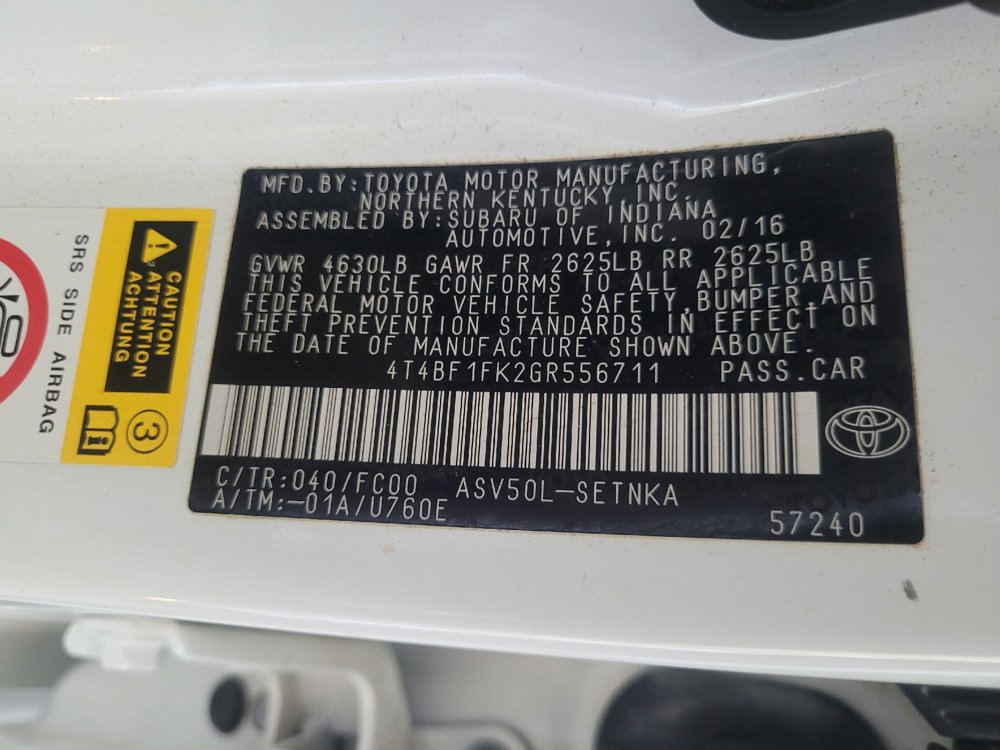 MFD.BY:TOYOTA MOTOR MANUFACTURING,
NORTHERN KENTUCKY, INC.
ASSEMBLED BY:SUBARU OF INDIANA
AUTOMOTIVE,INC. 02/16
GVWR 4630LB GAWR FR 2625LB RR 2625LB
THIS VEHICLE CONFORMS TO ALL APPLICABLE
FEDERAL MOTOR VEHICLE SAFETY,BUMPER,AND
THEFT PREVENTION STANDARDS IN EFFECT ON
THE DATE OF MANUFACTURE SHOWN ABOVE.
4T4BF1FK2GR556711 PASS.CAR
C/TR:040/FC00 ASV50L-SETNKA
A/TM:-01A/U760E
57240
TOYOTA
CAUTION
ATTENTION
ACHTUNG
3
SRS SIDE AIRBAG